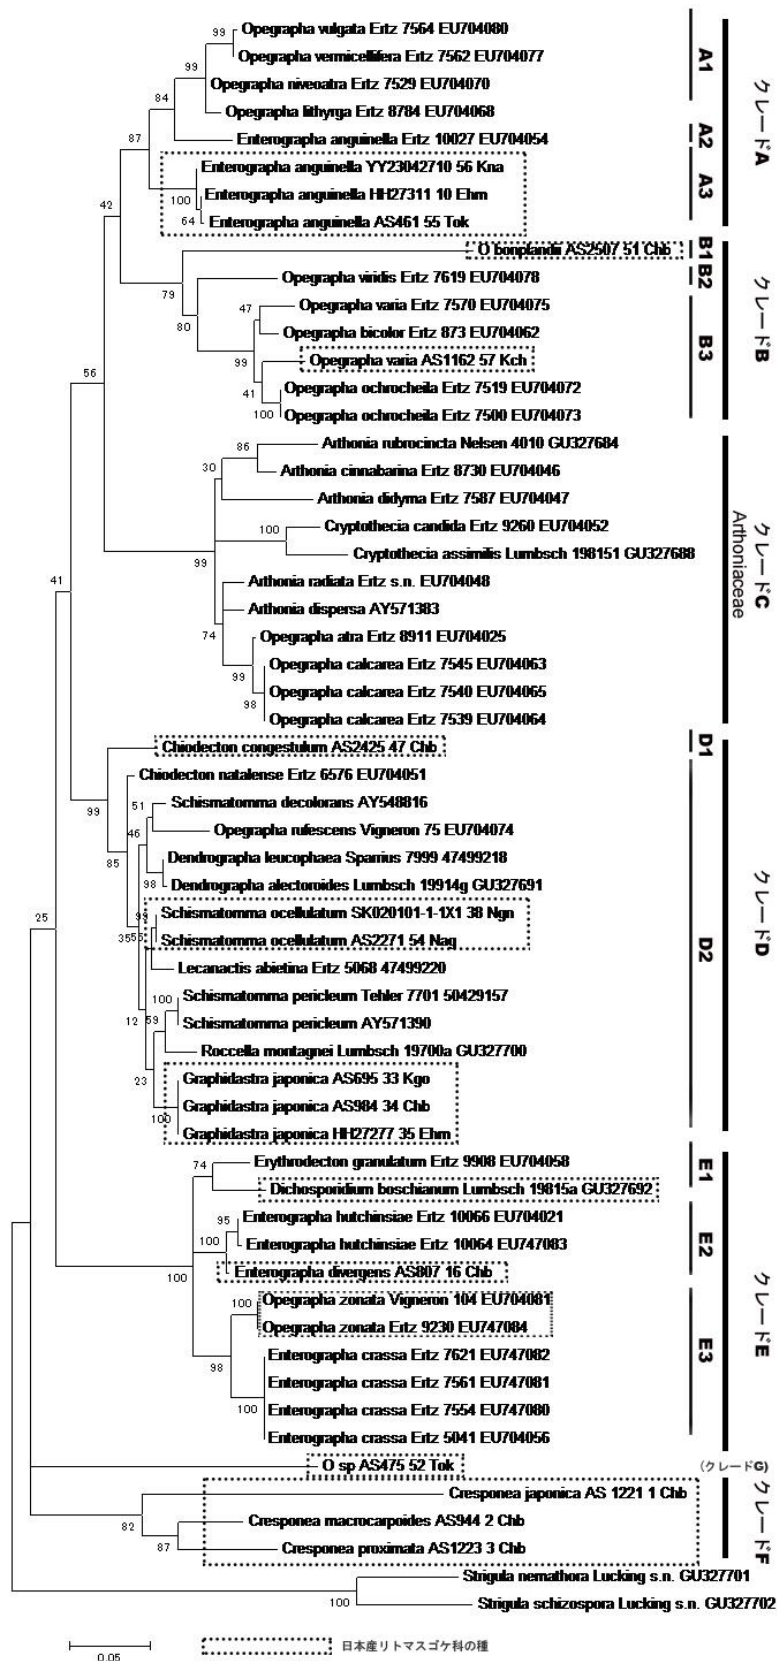 Opegrapha vulgata Ertz 7564 EU704080
99
Opegrapha vermicellifera Ertz 7562 EU704077
99
Opegrapha niveoatra Ertz 7529 EU704070
A1
84
Opegrapha lithyrga Ertz 8784 EU704068
87
Enterographa anguinella Ertz 10027 EU704054
A2
クレードA
Enterographa anguinella YY23042710 56 Kna
100
Enterographa anguinella HH27311 10 Ehm
A3
64
Enterographa anguinella AS461 55 Tok
42
O bonplandii AS2507 51 Chb
B1
79
Opegrapha viridis Ertz 7619 EU704078
B2
80
Opegrapha varia Ertz 7570 EU704075
47
Opegrapha bicolor Ertz 873 EU704062
クレードB
99
Opegrapha varia AS1162 57 Kch
B3
41
Opegrapha ochrocheila Ertz 7519 EU704072
100
Opegrapha ochrocheila Ertz 7500 EU704073
56
86
Arthonia rubrocincta Nelsen 4010 GU327684
30
Arthonia cinnabarina Ertz 8730 EU704046
Arthonia didyma Ertz 7587 EU704047
100
Cryptothecia candida Ertz 9260 EU704052
99
Cryptothecia assimilis Lumbsch 198151 GU327688
クレードC
Arthoniaceae
41
Arthonia radiata Ertz s.n. EU704048
Arthonia dispersa AY571383
74
Opegrapha atra Ertz 8911 EU704025
99
Opegrapha calcarea Ertz 7545 EU704063
98
Opegrapha calcarea Ertz 7540 EU704065
Opegrapha calcarea Ertz 7539 EU704064
Chiodecton congestulum AS2425 47 Chb
D1
99
Chiodecton natalense Ertz 6576 EU704051
85
51
Schismatomma decolorans AY548816
46
Opegrapha rufescens Vigneron 75 EU704074
Dendrographa leucophaea Sparrius 7999 47499218
98
Dendrographa alectoroides Lumbsch 19914g GU327691
25
99
Schismatomma ocellulatum SK020101-1-1X1 38 Ngn
クレードD
35
55
Schismatomma ocellulatum AS2271 54 Nag
D2
Lecanactis abietina Ertz 5068 47499220
100
Schismatomma pericleum Tehler 7701 50429157
12
59
Schismatomma pericleum AY571390
Roccella montagnei Lumbsch 19700a GU327700
23
Graphidastra japonica AS695 33 Kgo
Graphidastra japonica AS984 34 Chb
100
Graphidastra japonica HH27277 35 Ehm
74
Erythrodecton granulatum Ertz 9908 EU704058
E1
Dichosporidium boschianum Lumbsch 19815a GU327692
95
Enterographa hutchinsiae Ertz 10066 EU704021
100
Enterographa hutchinsiae Ertz 10064 EU747083
E2
100
Enterographa divergens AS807 16 Chb
クレードE
100
Opegrapha zonata Vigneron 104 EU704081
Opegrapha zonata Ertz 9230 EU747084
98
Enterographa crassa Ertz 7621 EU747082
E3
Enterographa crassa Ertz 7561 EU747081
100
Enterographa crassa Ertz 7554 EU747080
Enterographa crassa Ertz 5041 EU704056
O sp AS475 52 Tok
(クレードG)
Cresponea japonica AS 1221 1 Chb
82
Cresponea macrocarpoides AS944 2 Chb
クレードF
87
Cresponea proximata AS1223 3 Chb
Strigula nemathora Lucking s.n. GU327701
100
Strigula schizospora Lucking s.n. GU327702
0.05
日本産リトマスゴケ科の種